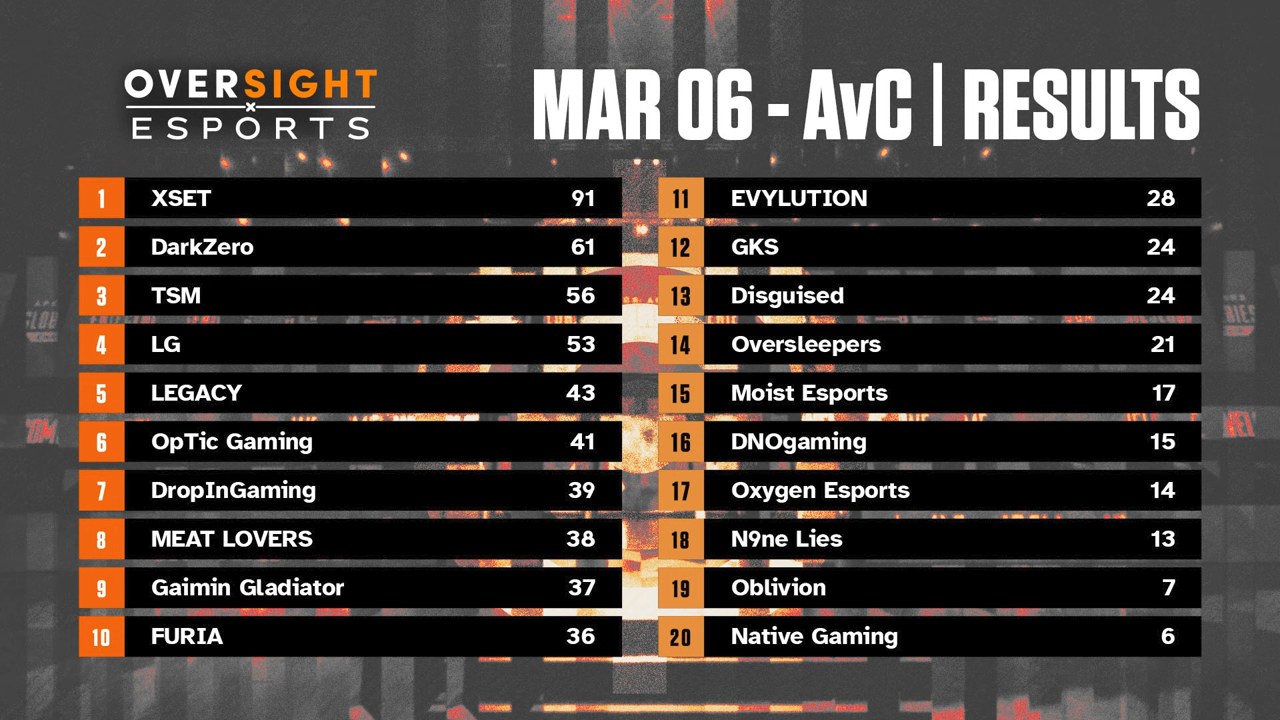 OVERSIGHT
×
ESPORTS
MAR 06 - AvC | RESULTS
1 XSET 91
2 DarkZero 61
3 TSM 56
4 LG 53
5 LEGACY 43
6 OpTic Gaming 41
7 DropInGaming 39
8 MEAT LOVERS 38
9 Gaimin Gladiator 37
10 FURIA 36
11 EVYLUTION 28
12 GKS 24
13 Disguised 24
14 Oversleepers 21
15 Moist Esports 17
16 DNOgaming 15
17 Oxygen Esports 14
18 N9ne Lies 13
19 Oblivion 7
20 Native Gaming 6